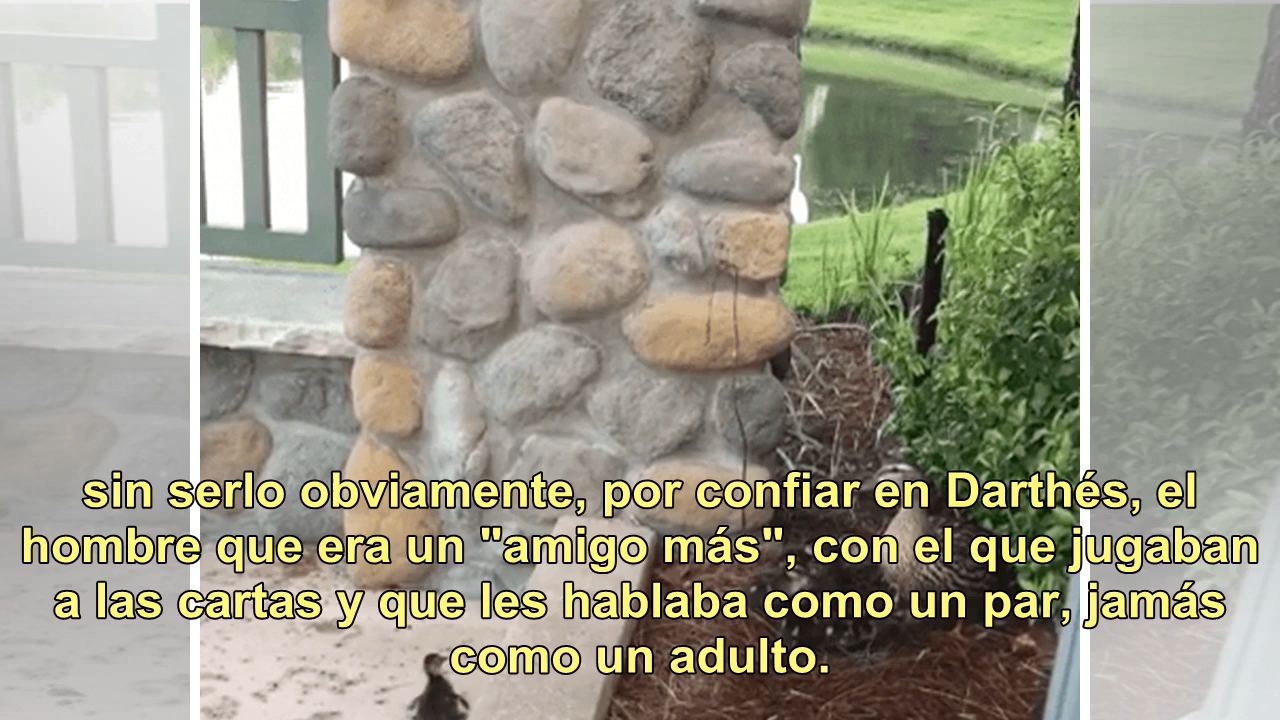 sin serlo obviamente, por confiar en Darthés, el
hombre que era un "amigo más", con el que jugaban
a las cartas y que les hablaba como un par, jamás
como un adulto.